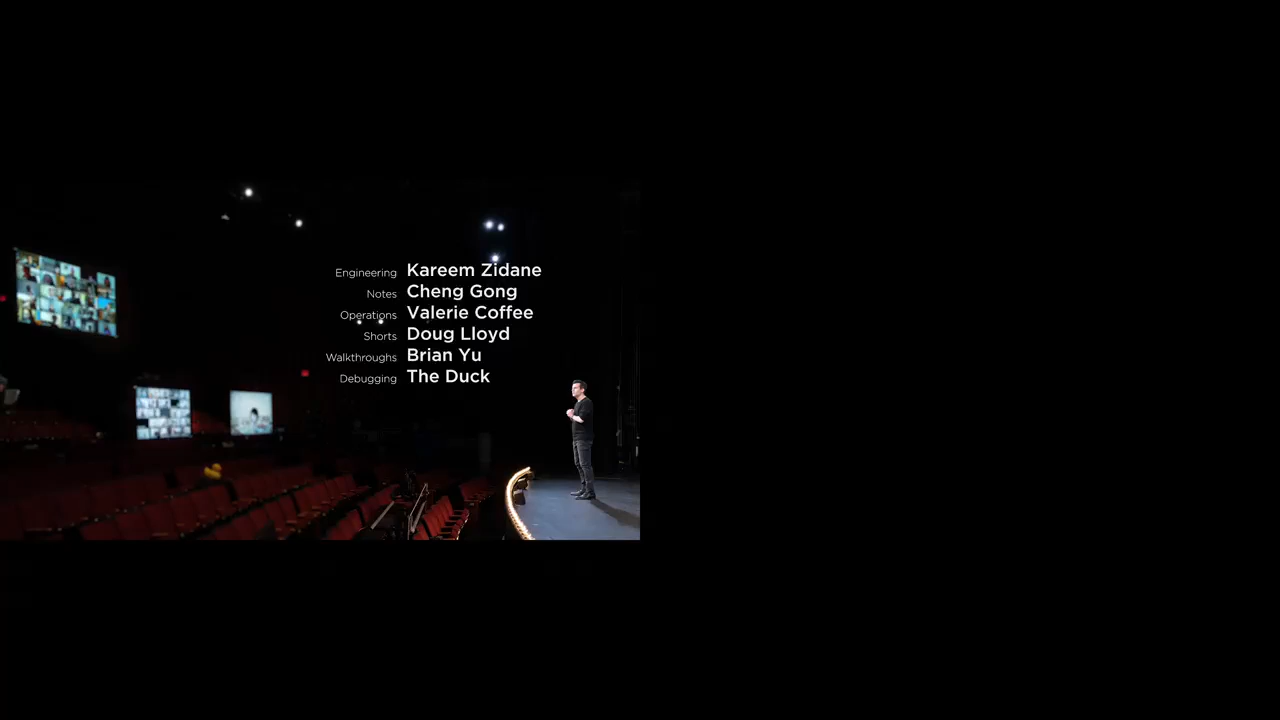 Engineering Kareem Zidane
Notes Cheng Gong
Operations Valerie Coffee
Shorts Doug Lloyd
Walkthroughs Brian Yu
Debugging The Duck